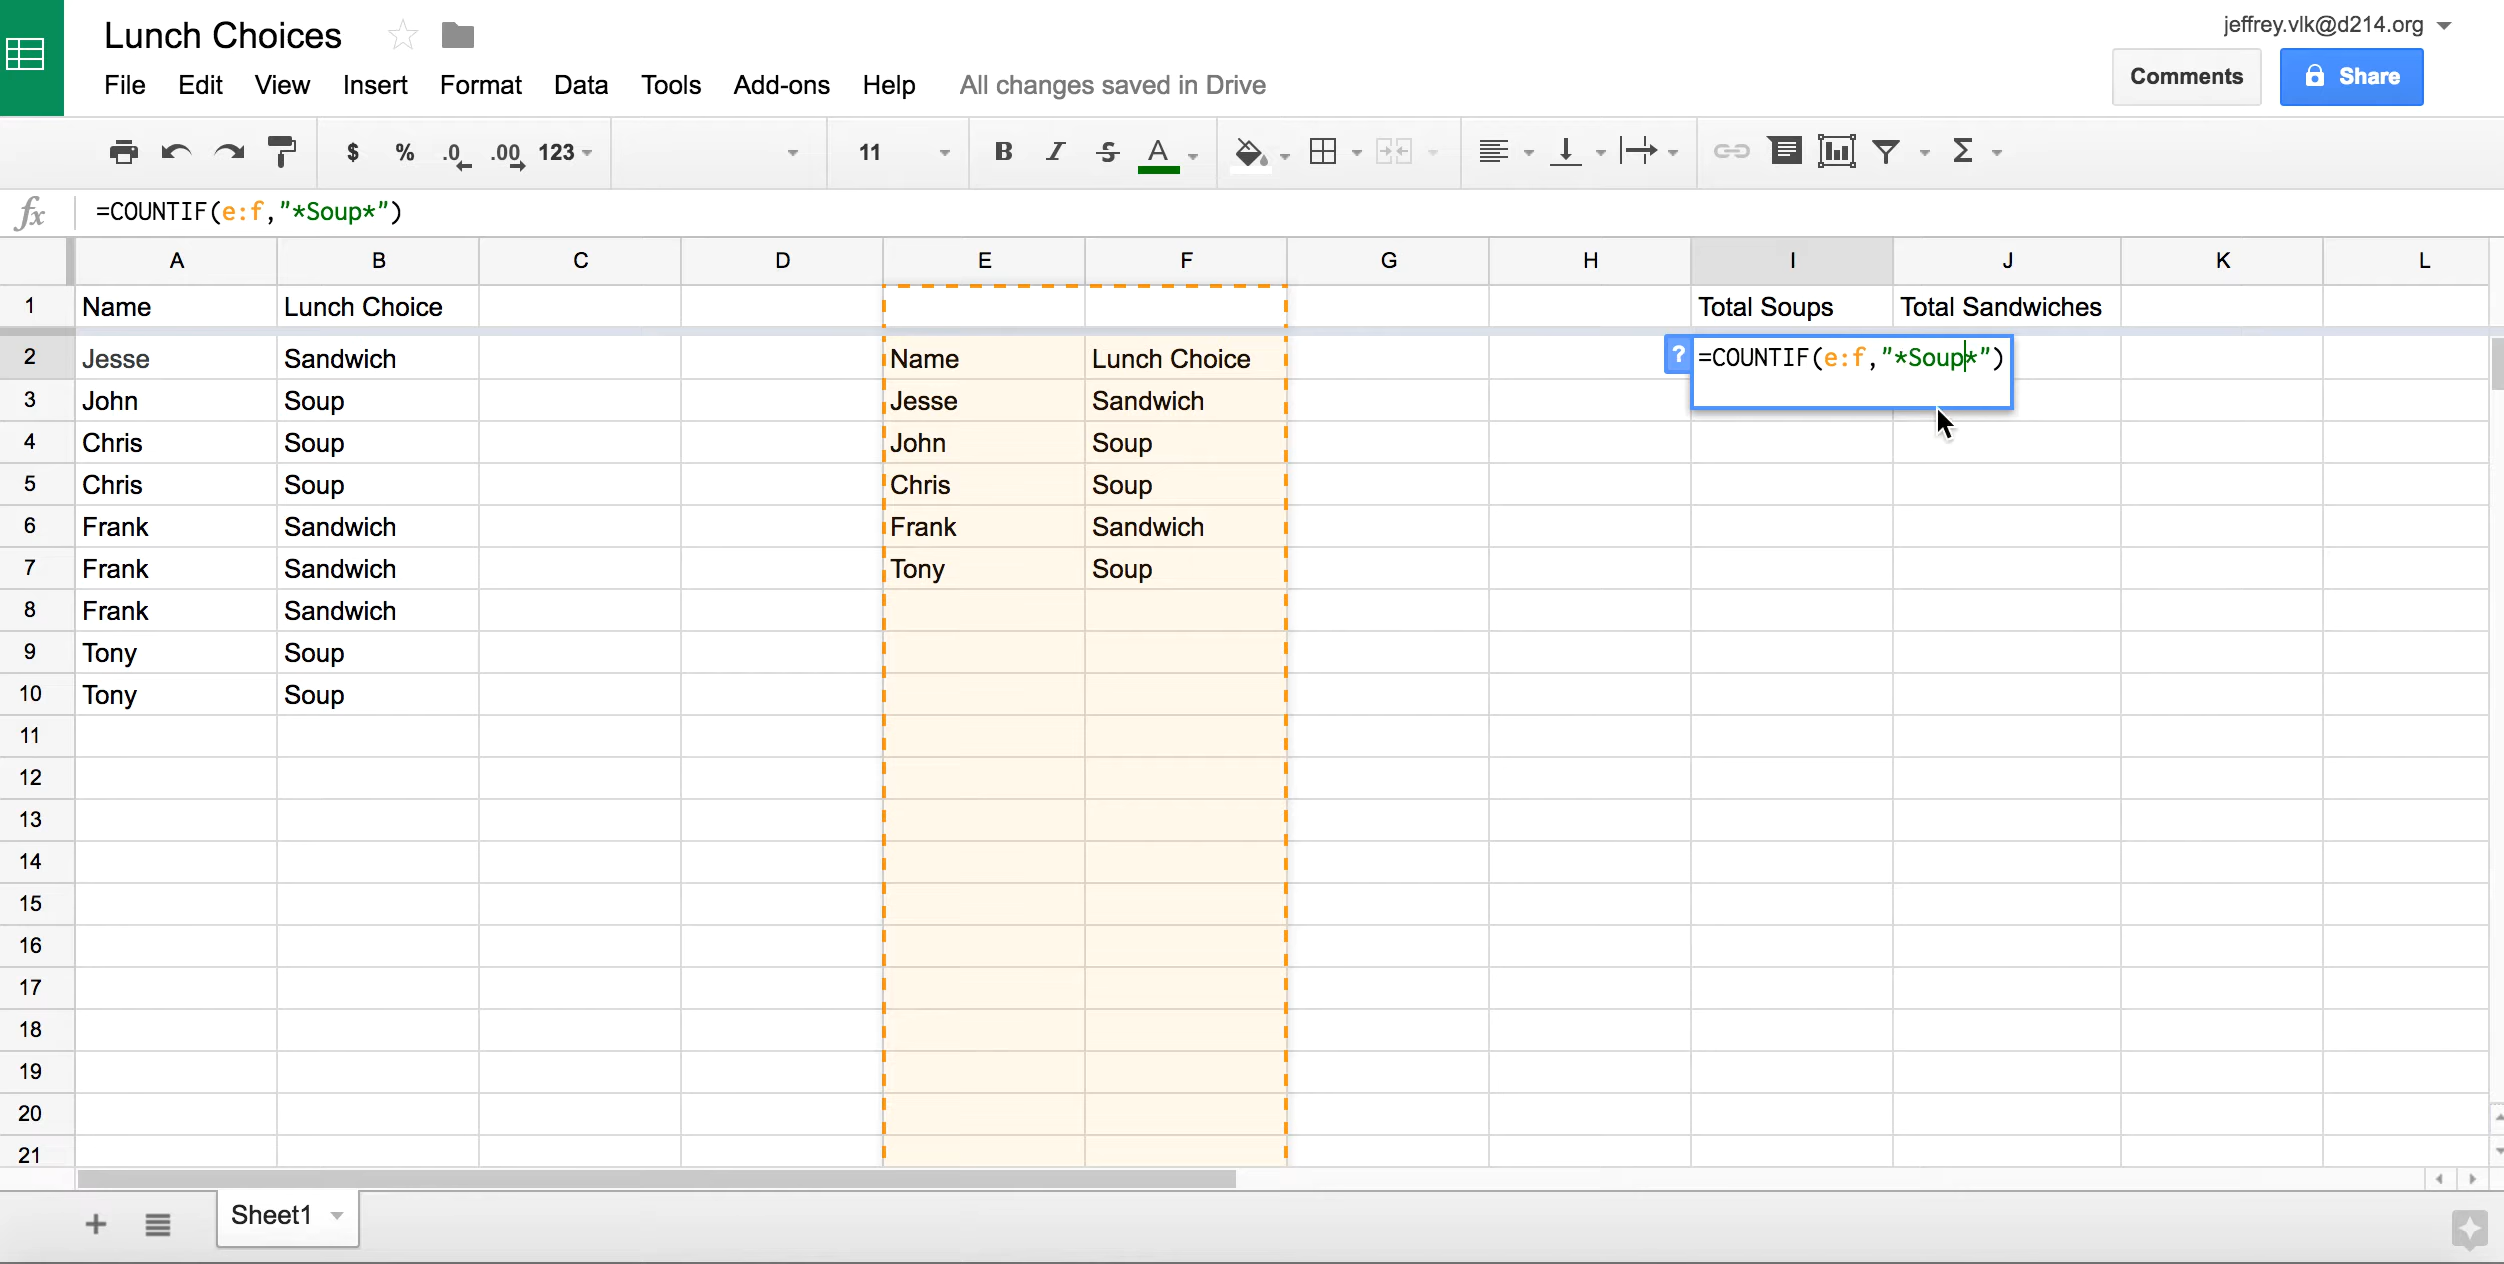 Lunch Choices
jeffrey.vlk@d214.org
File Edit View Insert Format Data Tools Add-ons Help All changes saved in Drive
Comments Share
$ % .0 .00 123 11 B I S A Σ
fx =COUNTIF(e:f,"*Soup*")
A B C D E F G H I J K L
1 Name Lunch Choice Total Soups Total Sandwiches
2 Jesse Sandwich Name Lunch Choice ? =COUNTIF(e:f,"*Soup*")
3 John Soup Jesse Sandwich
4 Chris Soup John Soup
5 Chris Soup Chris Soup
6 Frank Sandwich Frank Sandwich
7 Frank Sandwich Tony Soup
8 Frank Sandwich
9 Tony Soup
10 Tony Soup
11
12
13
14
15
16
17
18
19
20
21
Sheet1